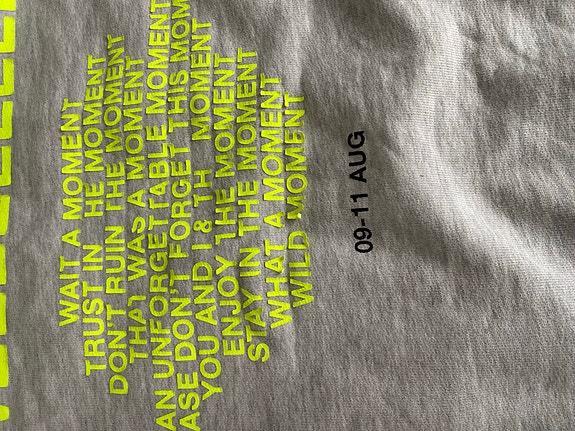 WAIT A MOMENT
TRUST IN HE MOMENT
DON'T RUIN THE MOMENT
THAT WAS A MOMENT
AN UNFORGETTABLE MOMENT
ASE DON'T FORGET THIS MOM
YOU AND I & TH MOMENT
ENJOY THE MOMENT
STAY IN THE MOMENT
WHAT A MOMENT
WILD MOMENT
09-11 AUG